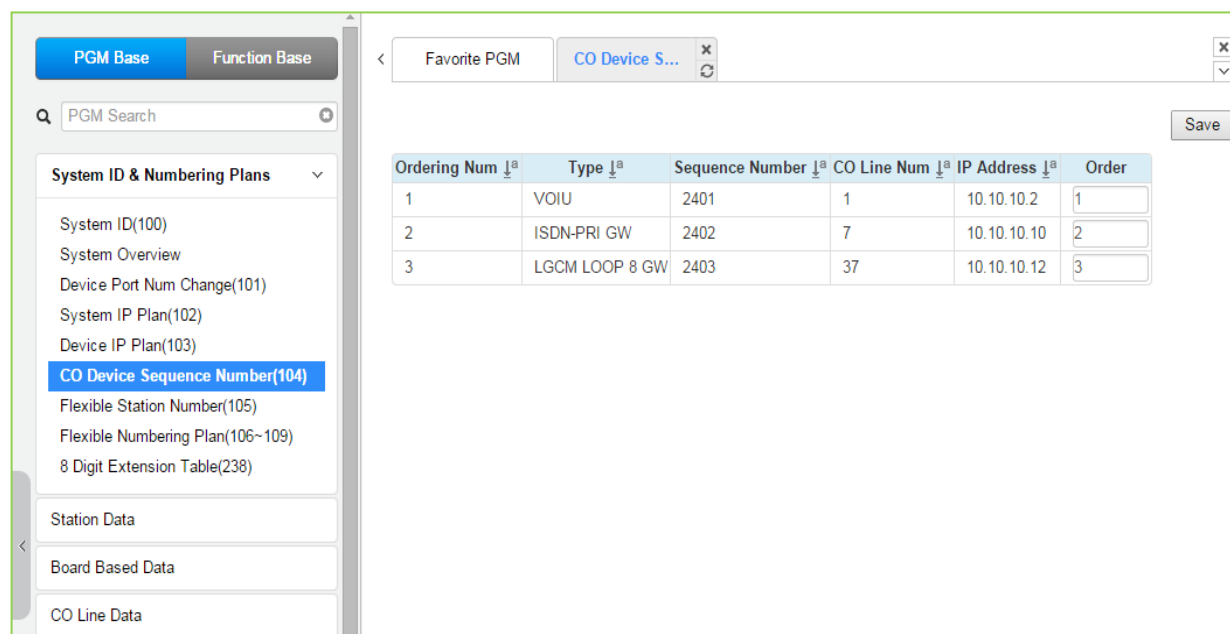 PGM Base
Function Base
PGM Search
System ID & Numbering Plans
System ID(100)
System Overview
Device Port Num Change(101)
System IP Plan(102)
Device IP Plan(103)
CO Device Sequence Number(104)
Flexible Station Number(105)
Flexible Numbering Plan(106~109)
8 Digit Extension Table(238)
Station Data
Board Based Data
CO Line Data
Favorite PGM
CO Device S...
Save
Ordering Num Type Sequence Number CO Line Num IP Address Order
1 VOIU 2401 1 10.10.10.2 1
2 ISDN-PRI GW 2402 7 10.10.10.10 2
3 LGCM LOOP 8 GW 2403 37 10.10.10.12 3